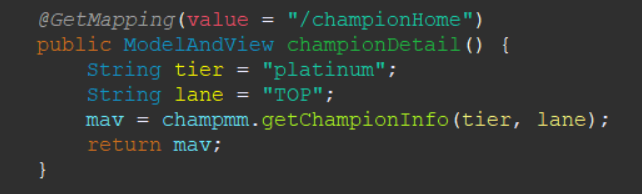 @GetMapping(value = "/championHome")
public ModelAndView championDetail() {
    String tier = "platinum";
    String lane = "TOP";
    mav = champmm.getChampionInfo(tier, lane);
    return mav;
}